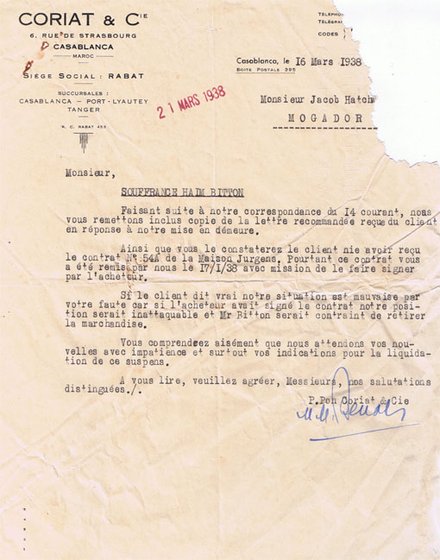 CORIAT & CIE
6, RUE DE STRASBOURG
CASABLANCA
MAROC
SIÈGE SOCIAL : RABAT
SUCCURSALES :
CASABLANCA - PORT-LYAUTEY
TANGER
R. C. RABAT 453
TÉLÉPHO
TÉLÉGRA
CODES
Casablanca, le 16 Mars 1938
BOITE POSTALE 395
21 MARS 1938
Monsieur Jacob Hatch
MOGADOR
Monsieur,
SOUFFRANCE HAIM BITTON
Faisant suite à notre correspondance du 14 courant, nous
vous remettons inclus copie de la lettre recommandée reçue du client
en réponse à notre mise en demeure.
Ainsi que vous le constaterez le client nie avoir reçu
le contrat N° 54A de la Maison Jurgens. Pourtant ce contrat vous
a été remis par nous le 17/1/38 avec mission de le faire signer
par l'acheteur.
Si le client dit vrai notre situation est mauvaise par
votre faute car si l'acheteur avait signé le contrat notre posi-
tion serait inattaquable et Mr Bitton serait contraint de retirer
la marchandise.
Vous comprendrez aisément que nous attendons vos nou-
velles avec impatience et surtout vos indications pour la liquida-
tion de ce suspens.
A vous lire, veuillez agréer, Messieurs, nos salutations
distinguées./.
P.Pon Coriat & Cie